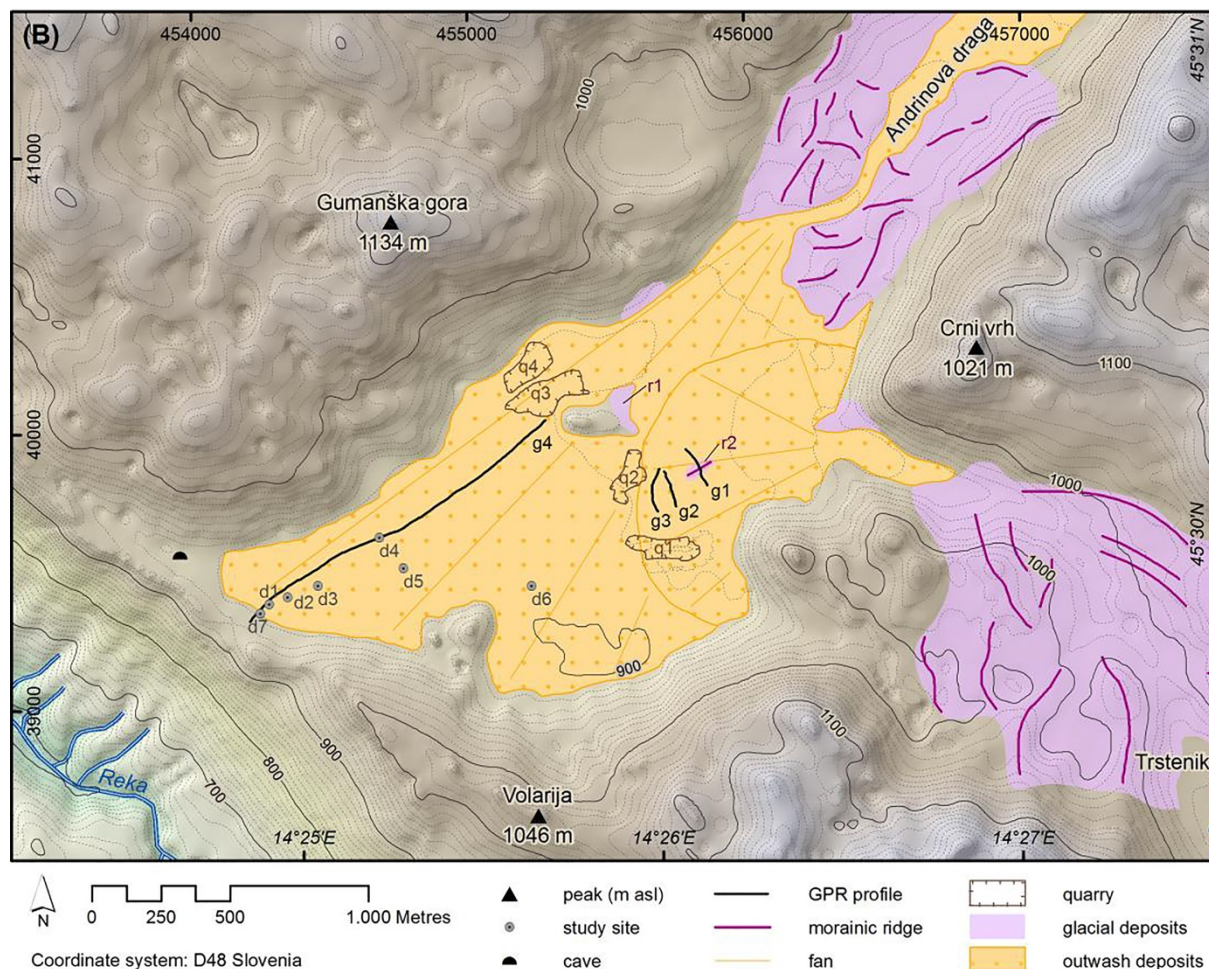 (B)
454000
455000
456000
457000
45°31'N
Andrinova draga
1000
41000
Gumanška gora
1134 m
Crni vrh
1021 m
1100
q4
q3
r1
40000
g4
r2
q2
g1
g2
g3
1000
q1
45°30'N
d4
d5
1000
d1
d2
d3
d6
d7
900
39000
1100
900
800
700
Reka
Trstenik
Volarija
1046 m
14°25'E
14°26'E
14°27'E
N
0
250
500
1.000 Metres
Coordinate system: D48 Slovenia
peak (m asl)
study site
cave
GPR profile
morainic ridge
fan
quarry
glacial deposits
outwash deposits